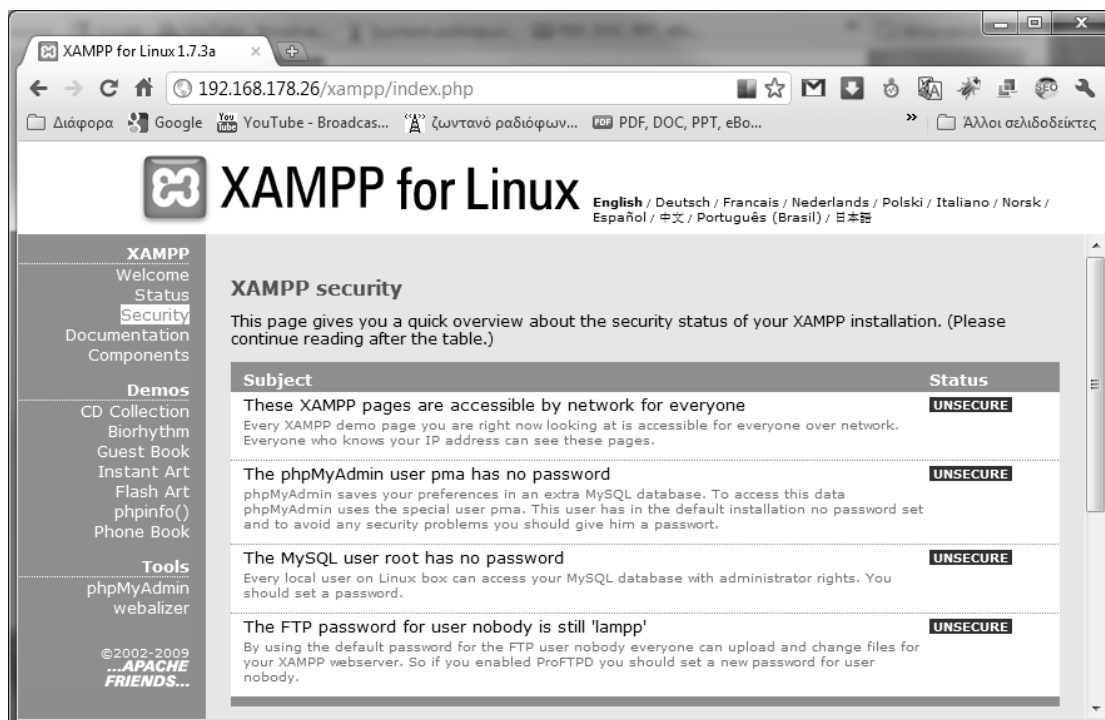 XAMPP for Linux 1.7.3a
192.168.178.26/xampp/index.php
SEO
Διάφορα Google YouTube - Broadcas... ζωντανό ραδιόφων... PDF, DOC, PPT, eBo... » Άλλοι σελιδοδείκτες
XAMPP for Linux
English / Deutsch / Francais / Nederlands / Polski / Italiano / Norsk /
Español / 中文 / Português (Brasil) / 日本語
XAMPP
Welcome
Status
Security
Documentation
Components
Demos
CD Collection
Biorhythm
Guest Book
Instant Art
Flash Art
phpinfo()
Phone Book
Tools
phpMyAdmin
webalizer
©2002-2009
...APACHE
FRIENDS...
XAMPP security
This page gives you a quick overview about the security status of your XAMPP installation. (Please
continue reading after the table.)
Subject Status
These XAMPP pages are accessible by network for everyone UNSECURE
Every XAMPP demo page you are right now looking at is accessible for everyone over network.
Everyone who knows your IP address can see these pages.
The phpMyAdmin user pma has no password UNSECURE
phpMyAdmin saves your preferences in an extra MySQL database. To access this data
phpMyAdmin uses the special user pma. This user has in the default installation no password set
and to avoid any security problems you should give him a passwort.
The MySQL user root has no password UNSECURE
Every local user on Linux box can access your MySQL database with administrator rights. You
should set a password.
The FTP password for user nobody is still 'lampp' UNSECURE
By using the default password for the FTP user nobody everyone can upload and change files for
your XAMPP webserver. So if you enabled ProFTPD you should set a new password for user
nobody.